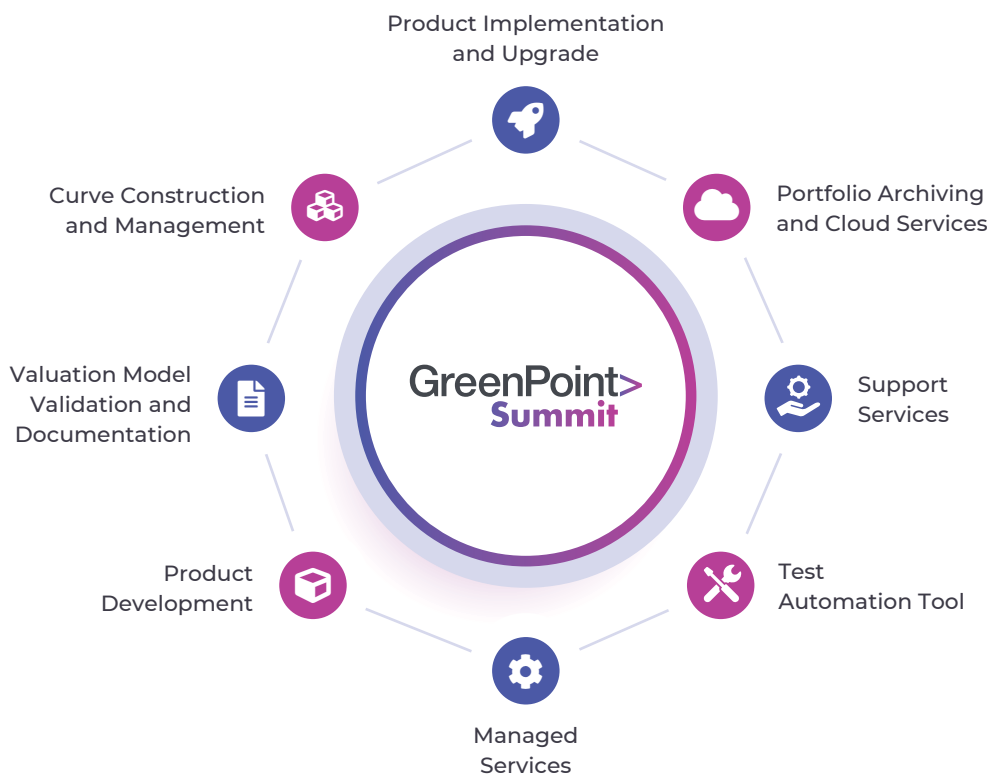 Product Implementation
and Upgrade
Curve Construction
and Management
Portfolio Archiving
and Cloud Services
Valuation Model
Validation and
Documentation
GreenPoint>
Summit
Support
Services
Product
Development
Test
Automation Tool
Managed
Services